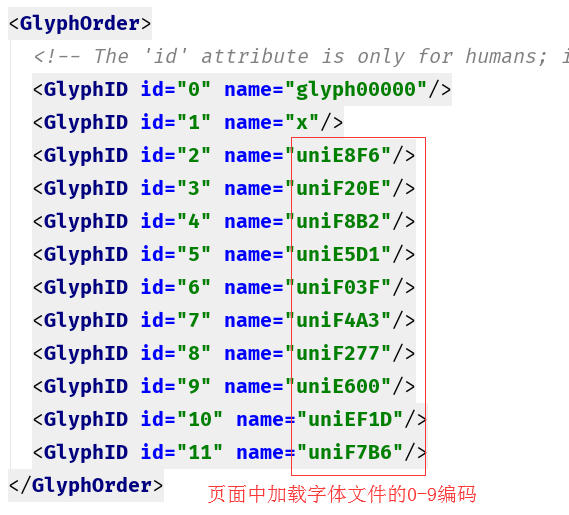 <GlyphOrder>
<!-- The 'id' attribute is only for humans; i
<GlyphID id="0" name="glyph00000"/>
<GlyphID id="1" name="x"/>
<GlyphID id="2" name="uniE8F6"/>
<GlyphID id="3" name="uniF20E"/>
<GlyphID id="4" name="uniF8B2"/>
<GlyphID id="5" name="uniE5D1"/>
<GlyphID id="6" name="uniF03F"/>
<GlyphID id="7" name="uniF4A3"/>
<GlyphID id="8" name="uniF277"/>
<GlyphID id="9" name="uniE600"/>
<GlyphID id="10" name="uniEF1D"/>
<GlyphID id="11" name="uniF7B6"/>
</GlyphOrder>
页面中加载字体文件的0-9编码